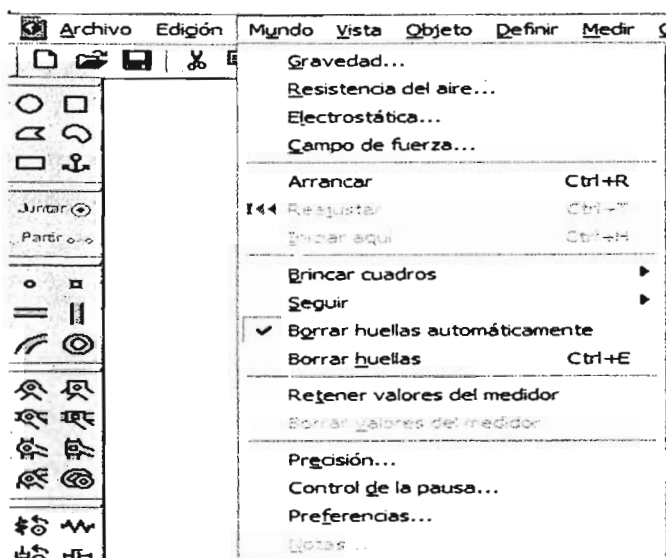 Archivo Edición Mundo Vista Objeto Definir Medir
Gravedad...
Resistencia del aire...
Electrostática...
Campo de fuerza...
Arrancar Ctrl+R
Juntar Reajustar Ctrl+T
Partir Iniciar aquí Ctrl+H
Brincar cuadros
Seguir
Borrar huellas automáticamente
Borrar huellas Ctrl+E
Retener valores del medidor
Borrar valores del medidor
Precisión...
Control de la pausa...
Preferencias...
Notas...